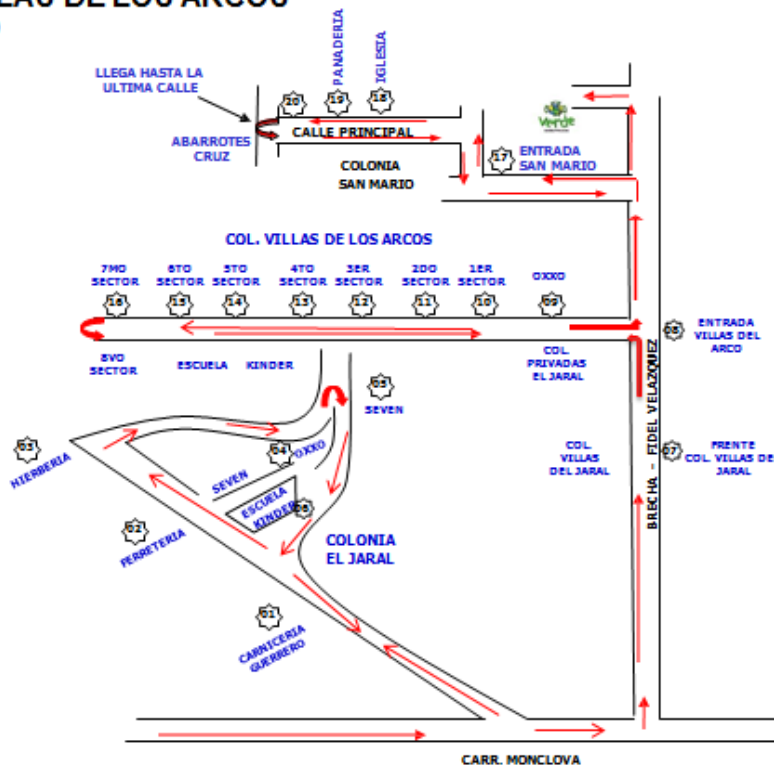 LAS DE LOS ARCOS
LLEGA HASTA LA
ULTIMA CALLE
PANADERIA
IGLESIA
20
19
18
ABARROTES
CRUZ
CALLE PRINCIPAL
COLONIA
SAN MARIO
Verde
17
ENTRADA
SAN MARIO
COL. VILLAS DE LOS ARCOS
7MO
SECTOR
6TO
SECTOR
5TO
SECTOR
4TO
SECTOR
3ER
SECTOR
2DO
SECTOR
1ER
SECTOR
OXXO
16
15
14
13
12
11
10
09
8VO
SECTOR
ESCUELA
KINDER
COL.
PRIVADAS
EL JARAL
08
ENTRADA
VILLAS DEL
ARCO
05
SEVEN
03
HIERBERIA
04
OXXO
SEVEN
ESCUELA
KINDER
06
COL.
VILLAS
DEL JARAL
07
FRENTE
COL. VILLAS DE
JARAL
BRECHA - FIDEL VELAZQUEZ
02
FERRETERIA
COLONIA
EL JARAL
01
CARNICERIA
GUERRERO
CARR. MONCLOVA